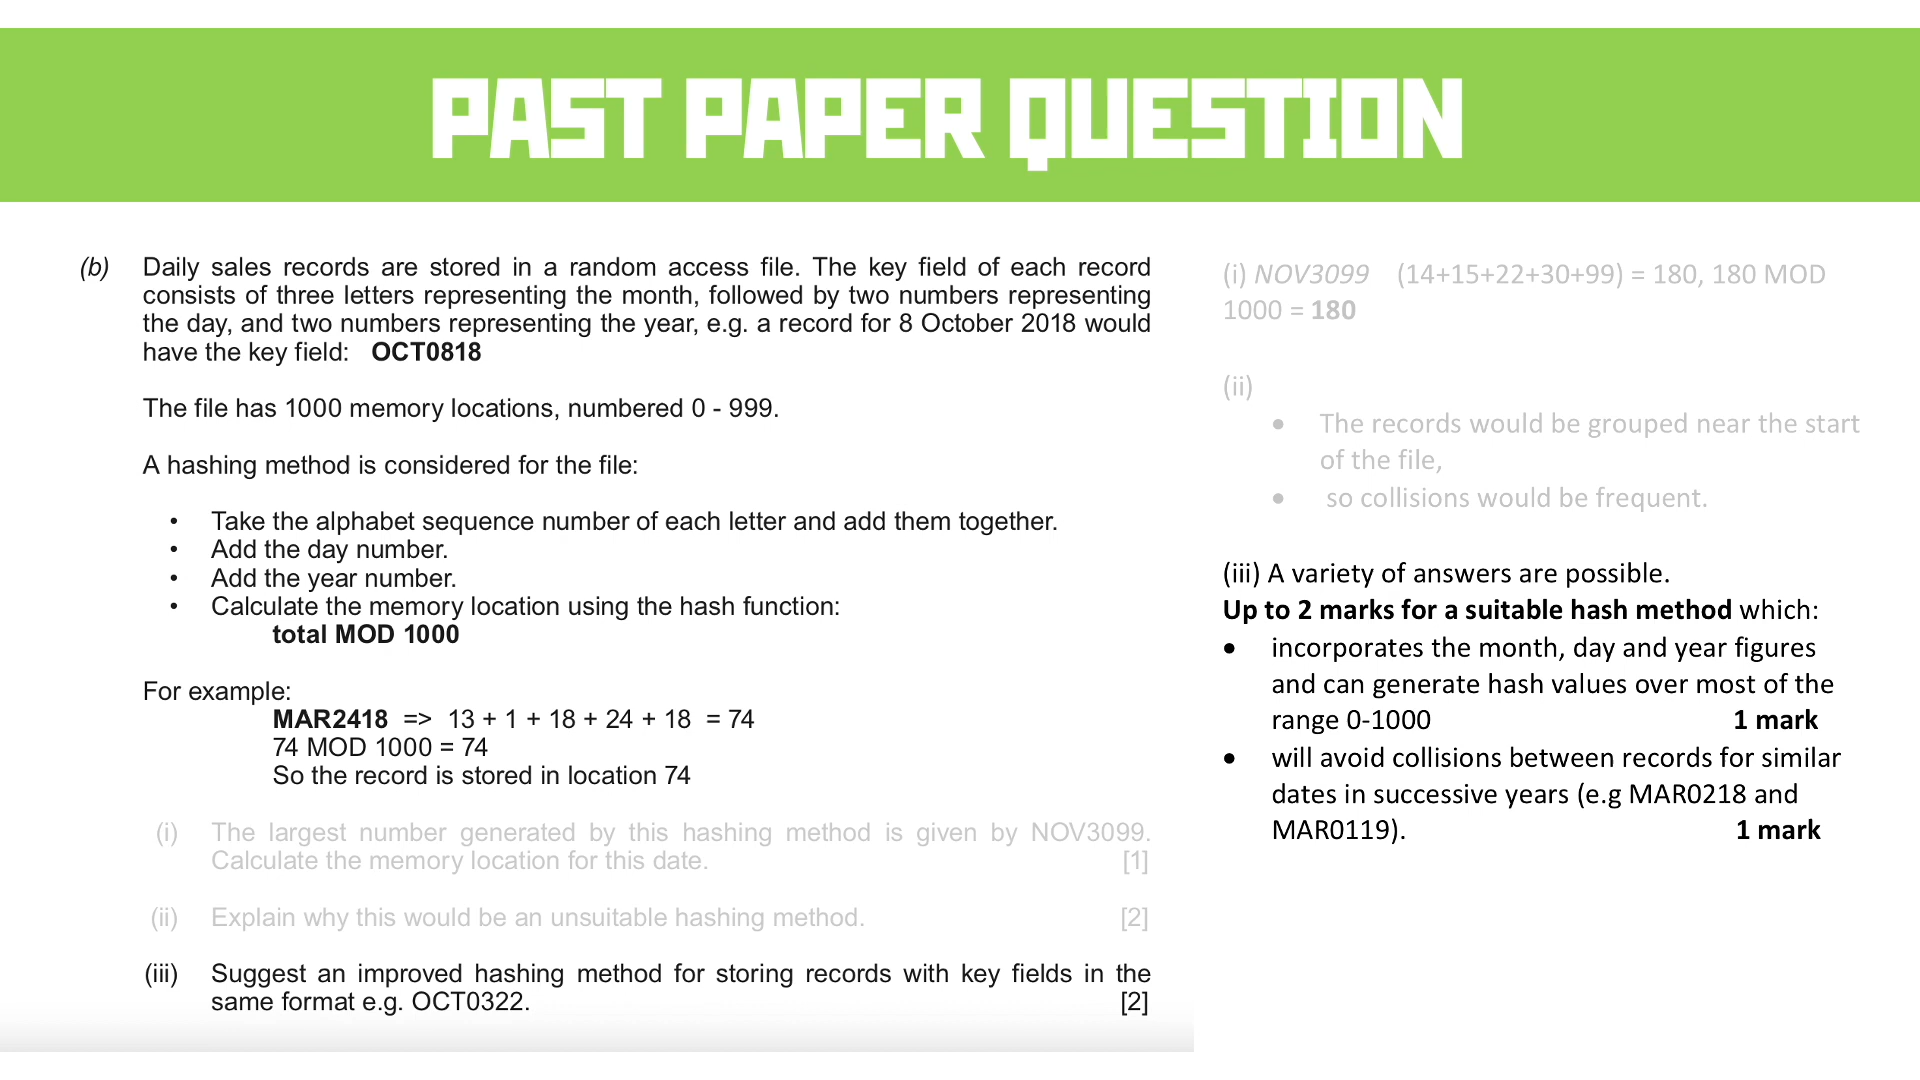 PAST PAPER QUESTION
(b) Daily sales records are stored in a random access file. The key field of each record
consists of three letters representing the month, followed by two numbers representing
the day, and two numbers representing the year, e.g. a record for 8 October 2018 would
have the key field: OCT0818
The file has 1000 memory locations, numbered 0 - 999.
A hashing method is considered for the file:
• Take the alphabet sequence number of each letter and add them together.
• Add the day number.
• Add the year number.
• Calculate the memory location using the hash function:
total MOD 1000
For example:
MAR2418 => 13 + 1 + 18 + 24 + 18 = 74
74 MOD 1000 = 74
So the record is stored in location 74
(i) The largest number generated by this hashing method is given by NOV3099.
Calculate the memory location for this date. [1]
(ii) Explain why this would be an unsuitable hashing method. [2]
(iii) Suggest an improved hashing method for storing records with key fields in the
same format e.g. OCT0322. [2]
(i) NOV3099 (14+15+22+30+99) = 180, 180 MOD
1000 = 180
(ii)
• The records would be grouped near the start
of the file,
• so collisions would be frequent.
(iii) A variety of answers are possible.
Up to 2 marks for a suitable hash method which:
• incorporates the month, day and year figures
and can generate hash values over most of the
range 0-1000 1 mark
• will avoid collisions between records for similar
dates in successive years (e.g MAR0218 and
MAR0119). 1 mark